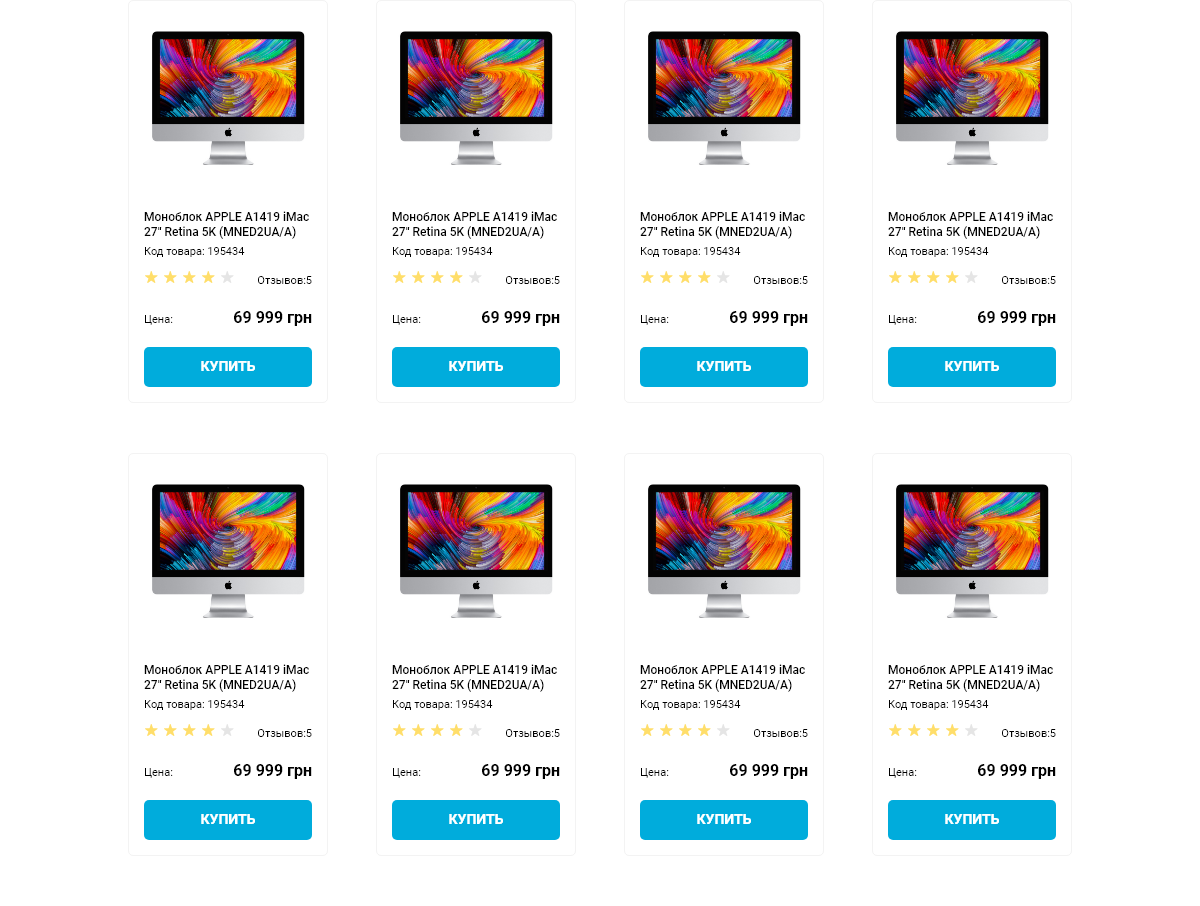 Моноблок APPLE A1419 iMac
27" Retina 5K (MNED2UA/A)
Код товара: 195434
Отзывов:5
Цена: 69 999 грн
КУПИТЬ
Моноблок APPLE A1419 iMac
27" Retina 5K (MNED2UA/A)
Код товара: 195434
Отзывов:5
Цена: 69 999 грн
КУПИТЬ
Моноблок APPLE A1419 iMac
27" Retina 5K (MNED2UA/A)
Код товара: 195434
Отзывов:5
Цена: 69 999 грн
КУПИТЬ
Моноблок APPLE A1419 iMac
27" Retina 5K (MNED2UA/A)
Код товара: 195434
Отзывов:5
Цена: 69 999 грн
КУПИТЬ
Моноблок APPLE A1419 iMac
27" Retina 5K (MNED2UA/A)
Код товара: 195434
Отзывов:5
Цена: 69 999 грн
КУПИТЬ
Моноблок APPLE A1419 iMac
27" Retina 5K (MNED2UA/A)
Код товара: 195434
Отзывов:5
Цена: 69 999 грн
КУПИТЬ
Моноблок APPLE A1419 iMac
27" Retina 5K (MNED2UA/A)
Код товара: 195434
Отзывов:5
Цена: 69 999 грн
КУПИТЬ
Моноблок APPLE A1419 iMac
27" Retina 5K (MNED2UA/A)
Код товара: 195434
Отзывов:5
Цена: 69 999 грн
КУПИТЬ